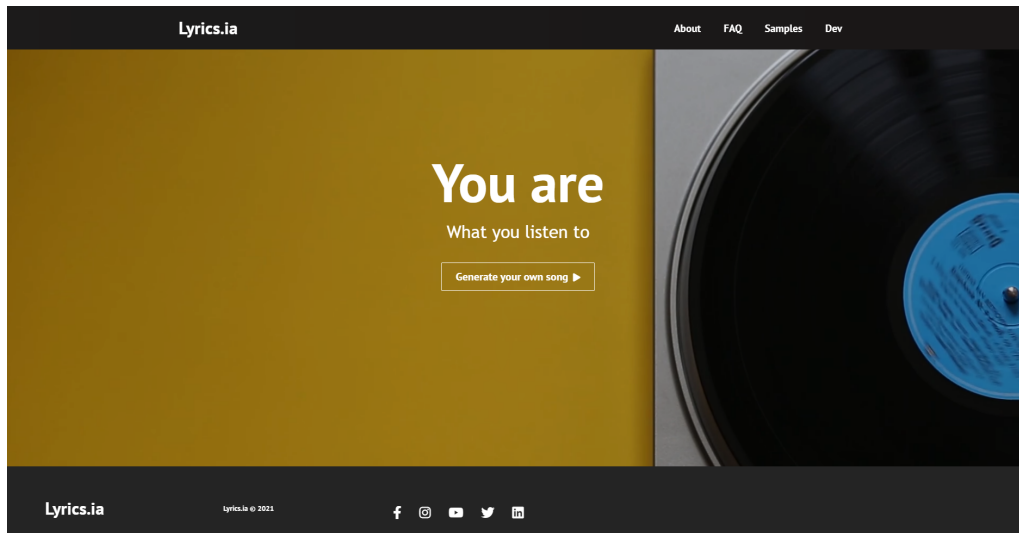 Lyrics.ia
About FAQ Samples Dev
You are
What you listen to
Generate your own song
Lyrics.ia
Lyrics.ia © 2021